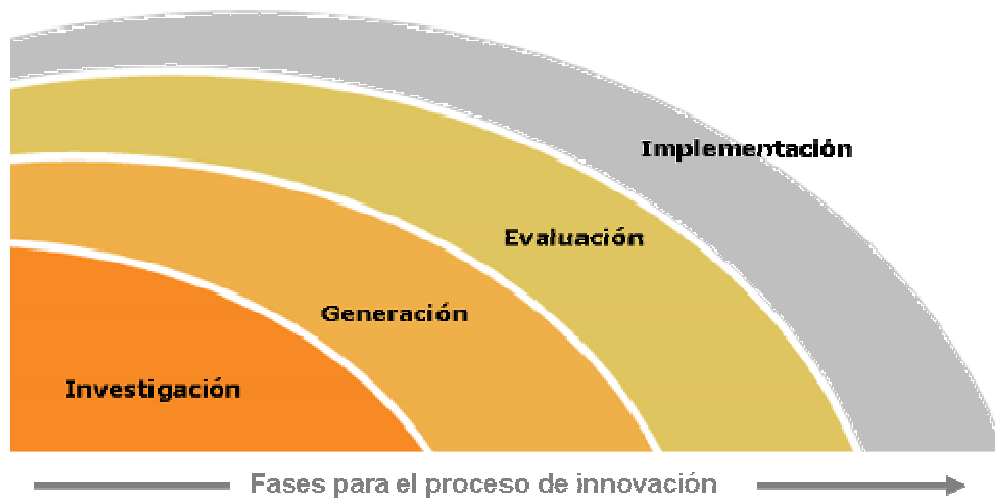 Implementación
Evaluación
Generación
Investigación
Fases para el proceso de innovación